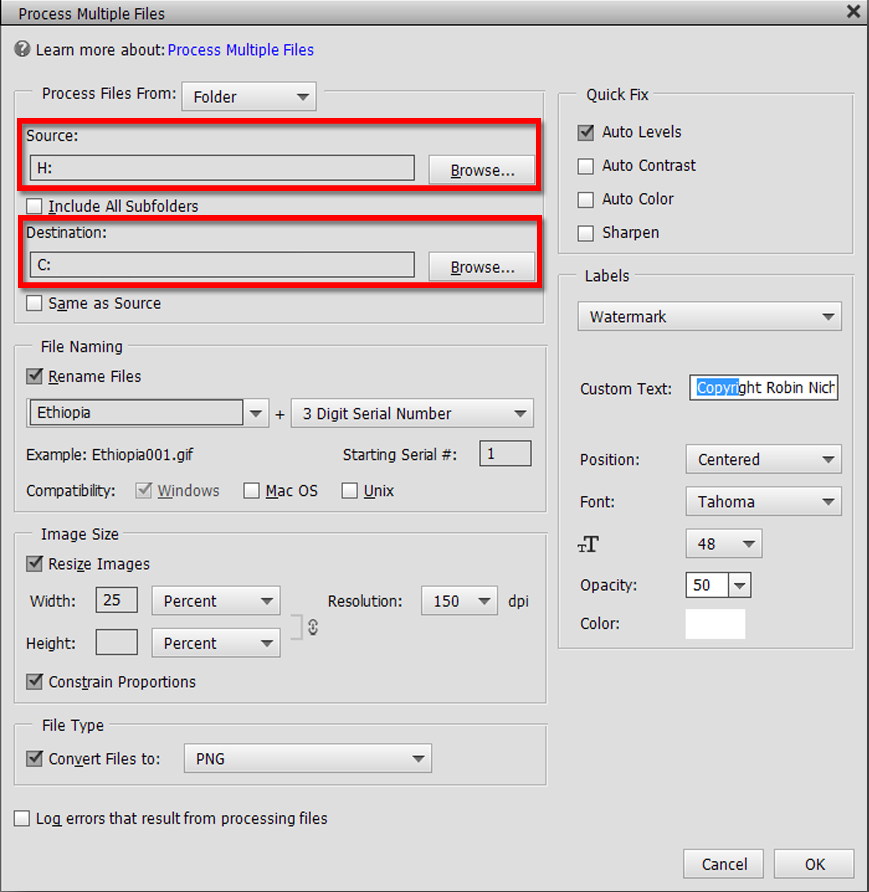 Process Multiple Files
Learn more about: Process Multiple Files
Process Files From: Folder
Source:
H:
Browse...
Include All Subfolders
Destination:
C:
Browse...
Same as Source
File Naming
Rename Files
Ethiopia + 3 Digit Serial Number
Example: Ethiopia001.gif Starting Serial #: 1
Compatibility: Windows Mac OS Unix
Image Size
Resize Images
Width: 25 Percent Resolution: 150 dpi
Height: Percent
Constrain Proportions
File Type
Convert Files to: PNG
Log errors that result from processing files
Quick Fix
Auto Levels
Auto Contrast
Auto Color
Sharpen
Labels
Watermark
Custom Text: Copyright Robin Nich
Position: Centered
Font: Tahoma
TT 48
Opacity: 50
Color:
Cancel OK